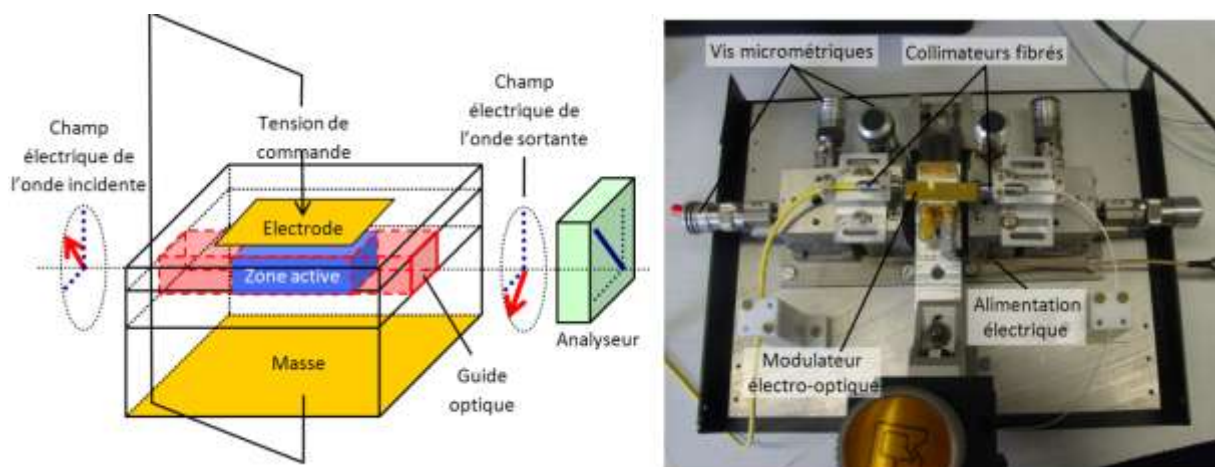 Champ
électrique de
l'onde incidente
Tension de
commande
Champ
électrique de
l'onde sortante
Electrode
Zone active
Masse
Guide
optique
Analyseur
Vis micrométriques
Collimateurs fibrés
Alimentation
électrique
Modulateur
électro-optique